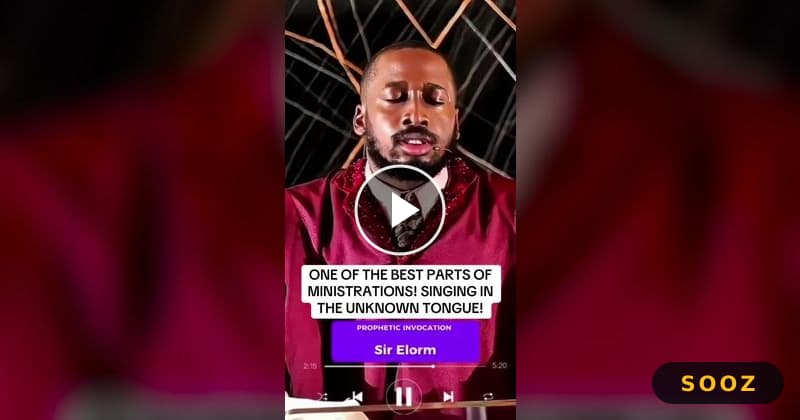 ONE OF THE BEST PARTS OF
MINISTRATIONS! SINGING IN
THE UNKNOWN TONGUE!
PROPHETIC INVOCATION
Sir Elorm
2:15
5:20
SOOZ